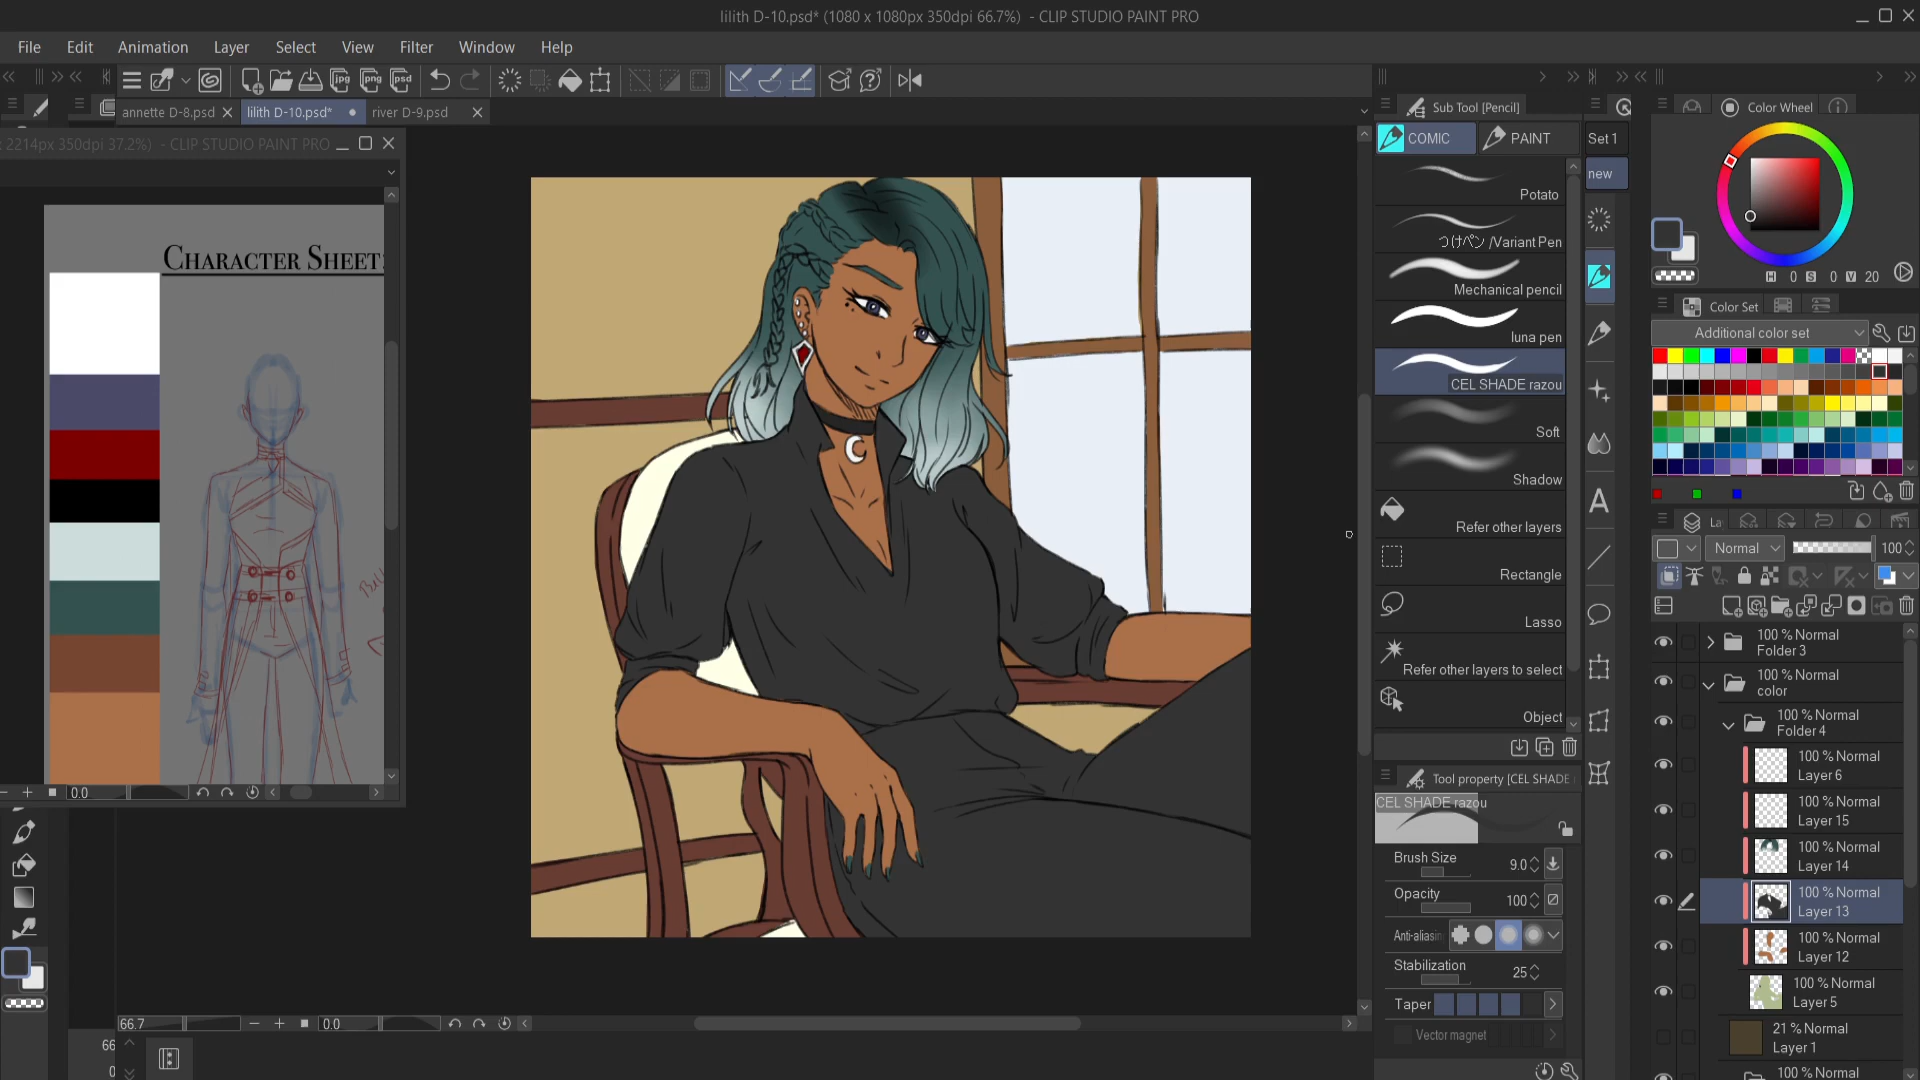 lilith D-10.psd* (1080 x 1080px 350dpi 66.7%) - CLIP STUDIO PAINT PRO
File Edit Animation Layer Select View Filter Window Help
jpg png psd
annette D-8.psd lilith D-10.psd* river D-9.psd
2214px 350dpi 37.2%) - CLIP STUDIO PAINT PRO
CHARACTER SHEET
0.0
66.7 0.0
66
0
Sub Tool [Pencil]
COMIC PAINT
Potato
つけペン /Variant Pen
Mechanical pencil
luna pen
CEL SHADE razou
Soft
Shadow
Refer other layers
Rectangle
Lasso
Refer other layers to select
Object
Tool property [CEL SHADE
CEL SHADE razou
Brush Size 9.0
Opacity 100
Anti-aliasin
Stabilization 25
Taper
Vector magnet
Set 1
new
A
Color Wheel
H 0 S 0 V 20
Color Set
Additional color set
La
Normal 100
100 % Normal
Folder 3
100 % Normal
color
100 % Normal
Folder 4
100 % Normal
Layer 6
100 % Normal
Layer 15
100 % Normal
Layer 14
100 % Normal
Layer 13
100 % Normal
Layer 12
100 % Normal
Layer 5
21 % Normal
Layer 1
100 % Normal